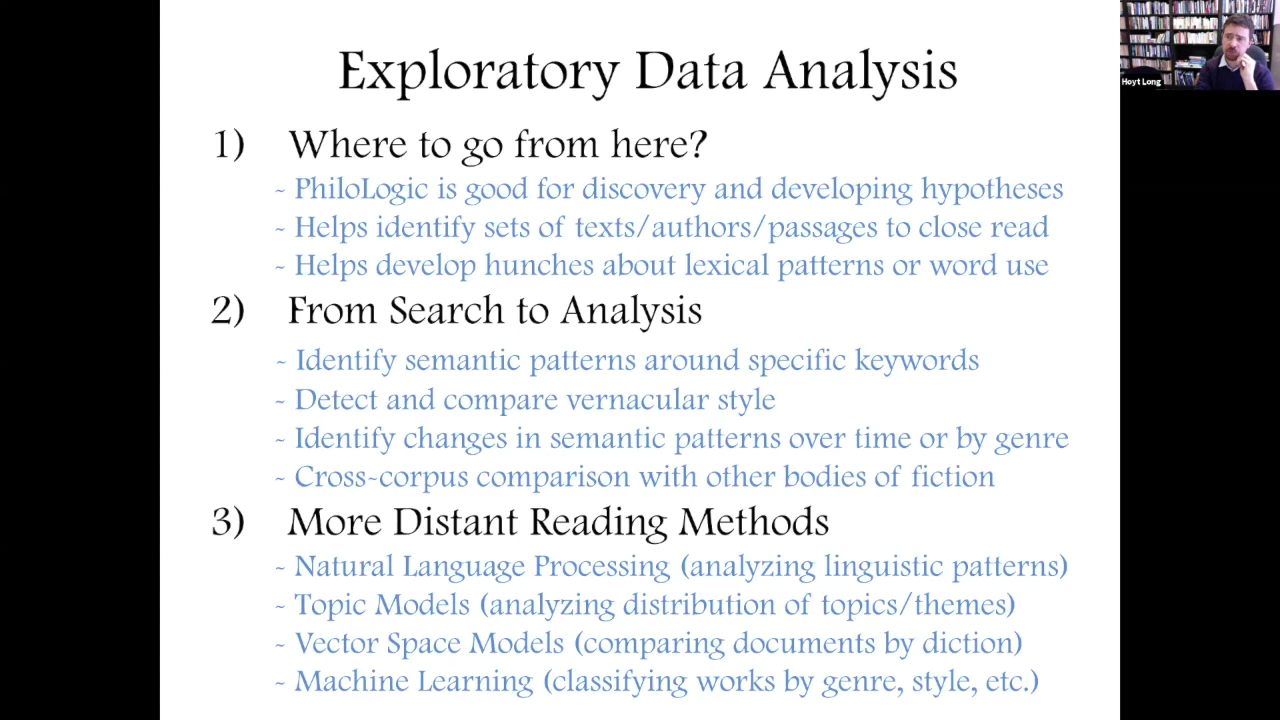 Exploratory Data Analysis
Hoyt Long
1) Where to go from here?
~ PhiloLogic is good for discovery and developing hypotheses
~ Helps identify sets of texts/authors/passages to close read
~ Helps develop hunches about lexical patterns or word use
2) From Search to Analysis
~ Identify semantic patterns around specific keywords
~ Detect and compare vernacular style
~ Identify changes in semantic patterns over time or by genre
~ Cross-corpus comparison with other bodies of fiction
3) More Distant Reading Methods
~ Natural Language Processing (analyzing linguistic patterns)
~ Topic Models (analyzing distribution of topics/themes)
~ Vector Space Models (comparing documents by diction)
~ Machine Learning (classifying works by genre, style, etc.)